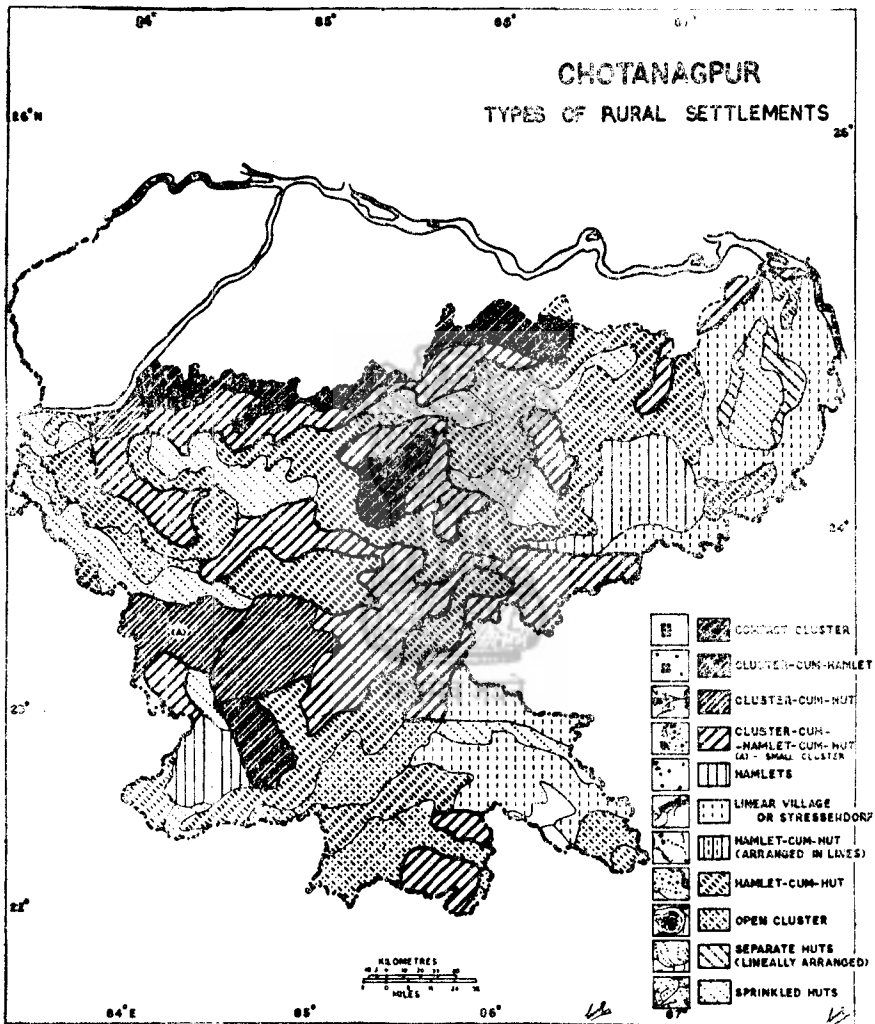 84°
85°
86°
87°
CHOTANAGPUR
TYPES OF RURAL SETTLEMENTS
26°N
26°
24°
(A)
COMPACT CLUSTER
CLUSTER-CUM-HAMLET
CLUSTER-CUM-HUT
CLUSTER-CUM-
-HAMLET-CUM-HUT
(A) - SMALL CLUSTER
HAMLETS
LINEAR VILLAGE
OR STRESSENDORF
HAMLET-CUM-HUT
(ARRANGED IN LINES)
HAMLET-CUM-HUT
OPEN CLUSTER
SEPARATE HUTS
(LINEALLY ARRANGED)
SPRINKLED HUTS
22°
KILOMETRES
MILES
84°E
85°
86°
87°